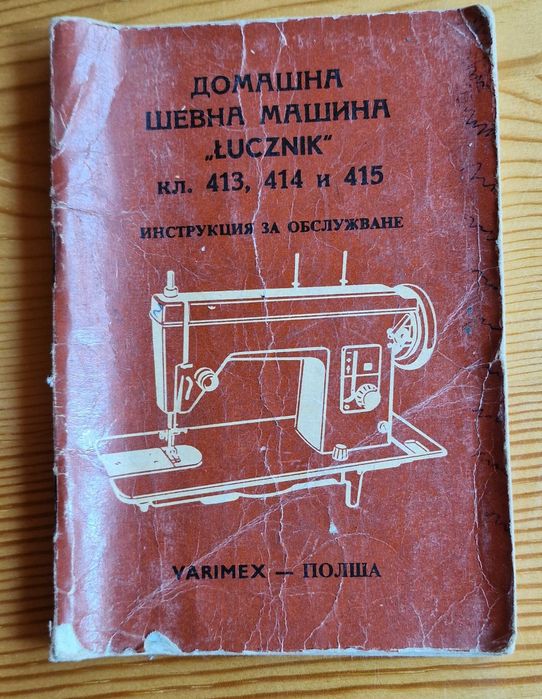 ДОМАШНА
ШЕВНА МАШИНА
„ŁUCZNIK"
кл. 413, 414 и 415
ИНСТРУКЦИЯ ЗА ОБСЛУЖВАНЕ
VARIMEX — ПОЛША